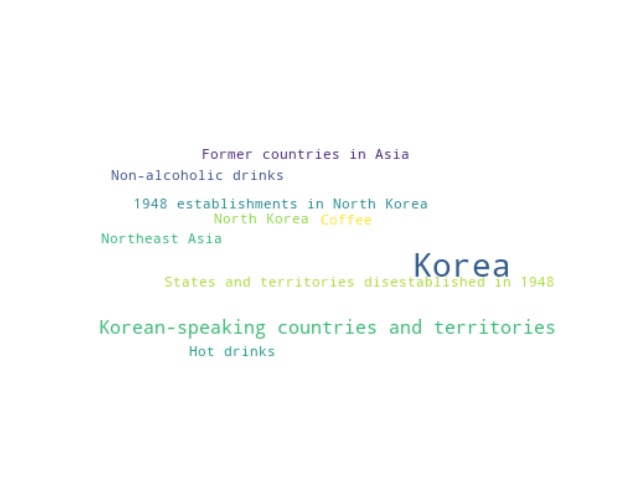 Former countries in Asia
Non-alcoholic drinks
1948 establishments in North Korea
North Korea Coffee
Northeast Asia
Korea
States and territories disestablished in 1948
Korean-speaking countries and territories
Hot drinks